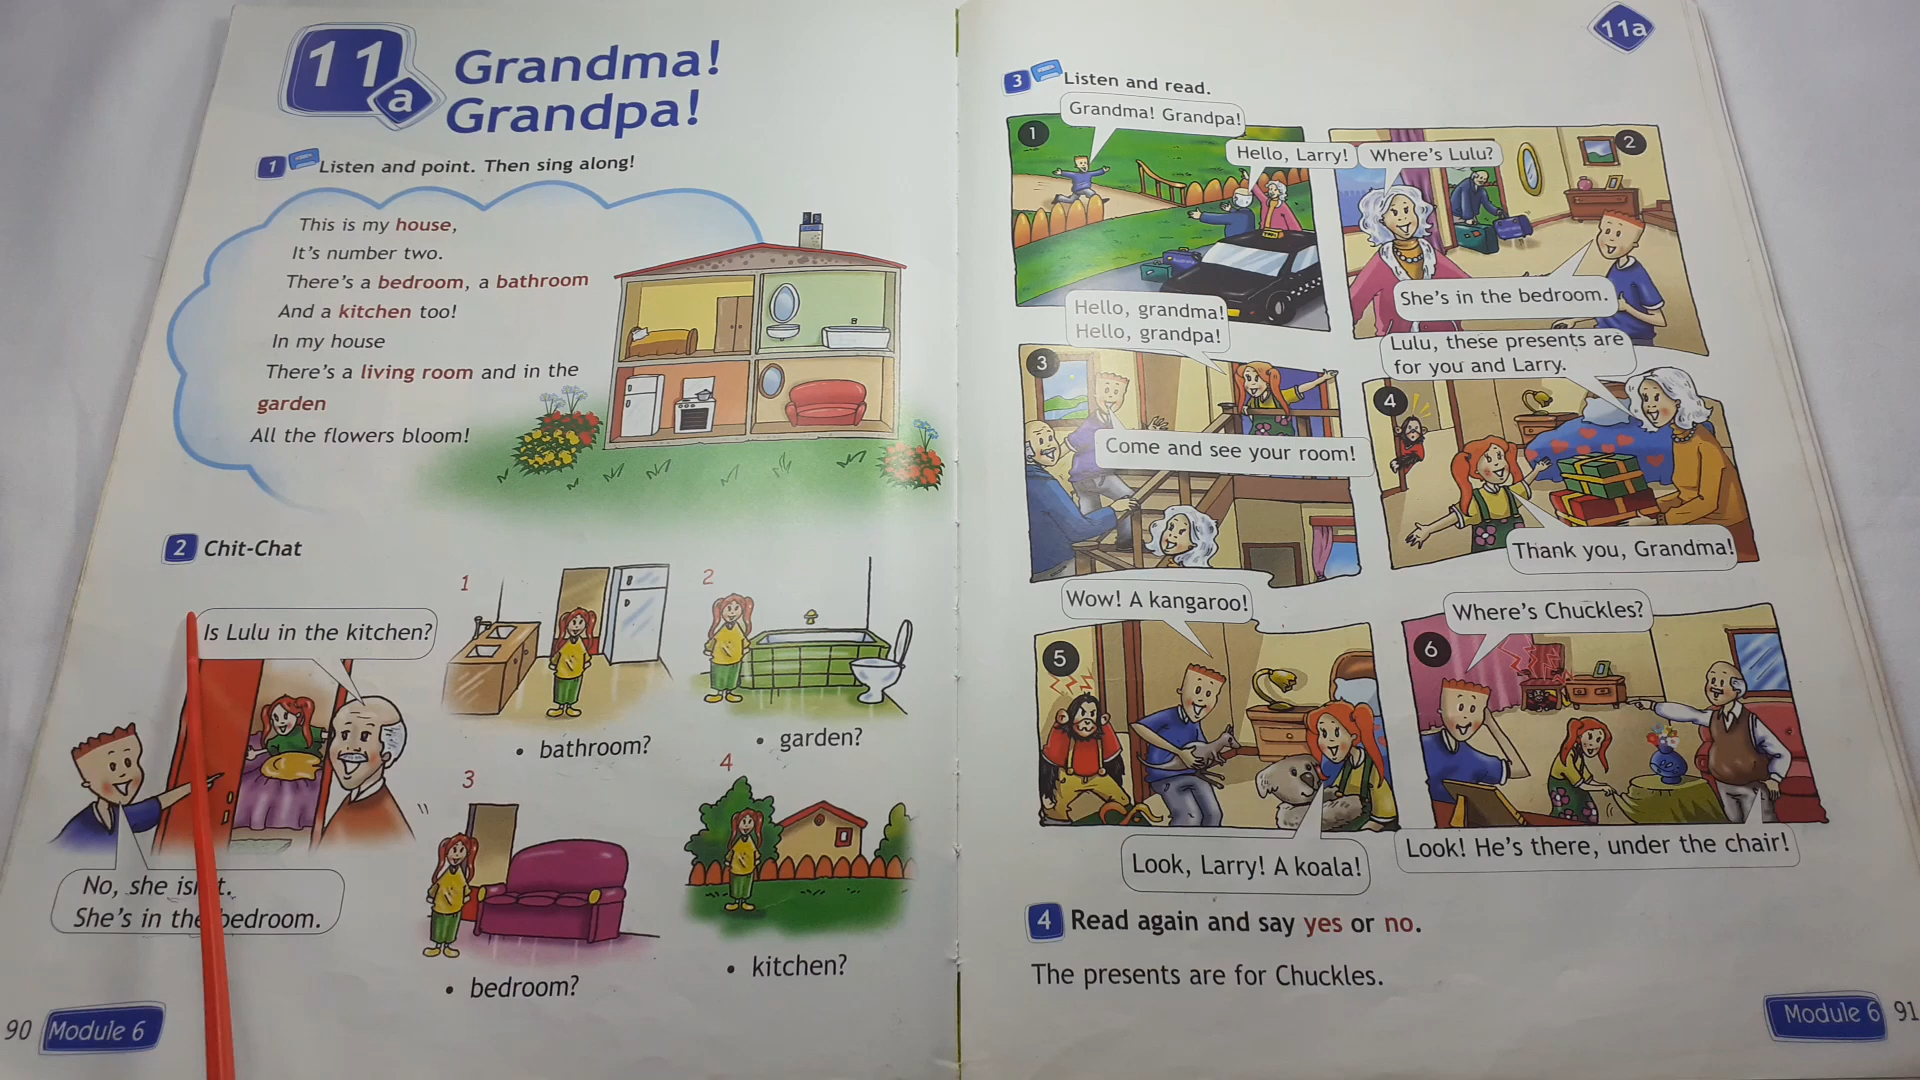 11
a
Grandma!
Grandpa!
1 Listen and point. Then sing along!
This is my house,
It's number two.
There's a bedroom, a bathroom
And a kitchen too!
In my house
There's a living room and in the
garden
All the flowers bloom!
2 Chit-Chat
Is Lulu in the kitchen?
No, she isn't.
She's in the bedroom.
1
• bathroom?
2
• garden?
3
• bedroom?
4
• kitchen?
90 Module 6
11a
3 Listen and read.
1
Grandma! Grandpa!
Hello, Larry!
2
Where's Lulu?
She's in the bedroom.
3
Hello, grandma!
Hello, grandpa!
Come and see your room!
4
Lulu, these presents are
for you and Larry.
Thank you, Grandma!
5
Wow! A kangaroo!
Look, Larry! A koala!
6
Where's Chuckles?
Look! He's there, under the chair!
4 Read again and say yes or no.
The presents are for Chuckles.
Module 6 91